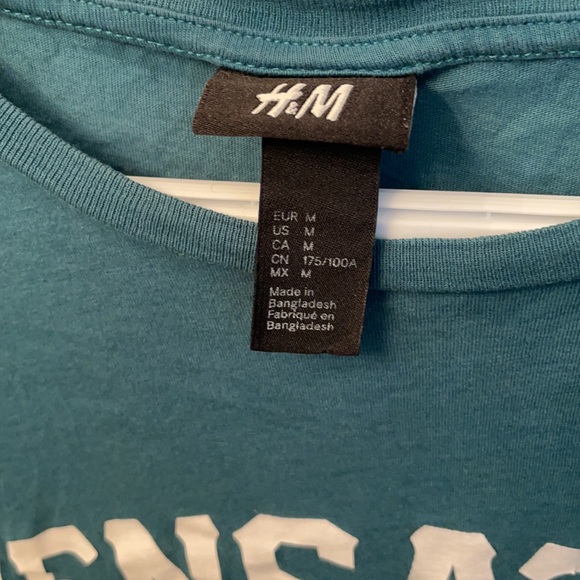 H&M
EUR M
US M
CA M
CN 175/100A
MX M
Made in
Bangladesh
Fabriqué en
Bangladesh